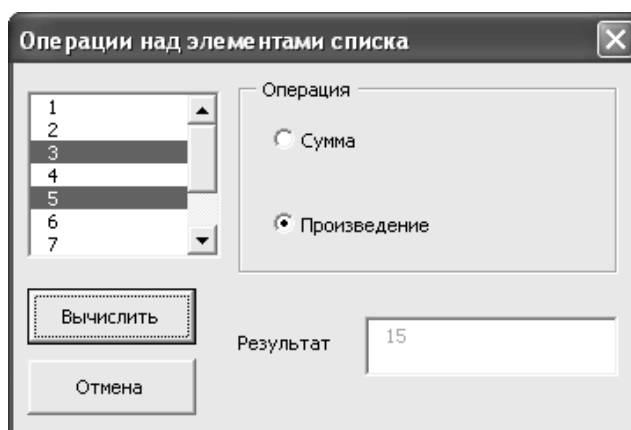 Операции над элементами списка
1
2
3
4
5
6
7
Операция
Сумма
Произведение
Вычислить
Отмена
Результат
15